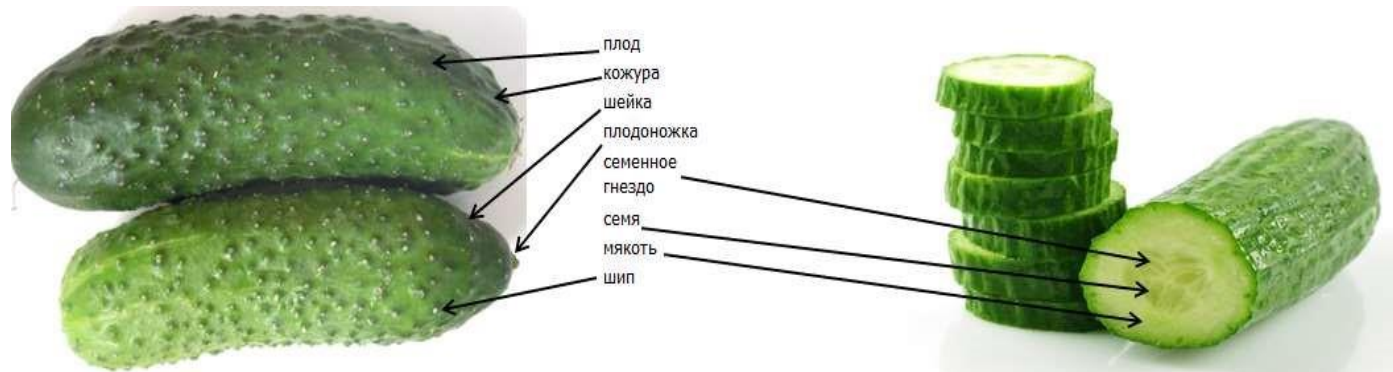 плод
кожура
шейка
плодоножка
семенное
гнездо
семя
мякоть
шип